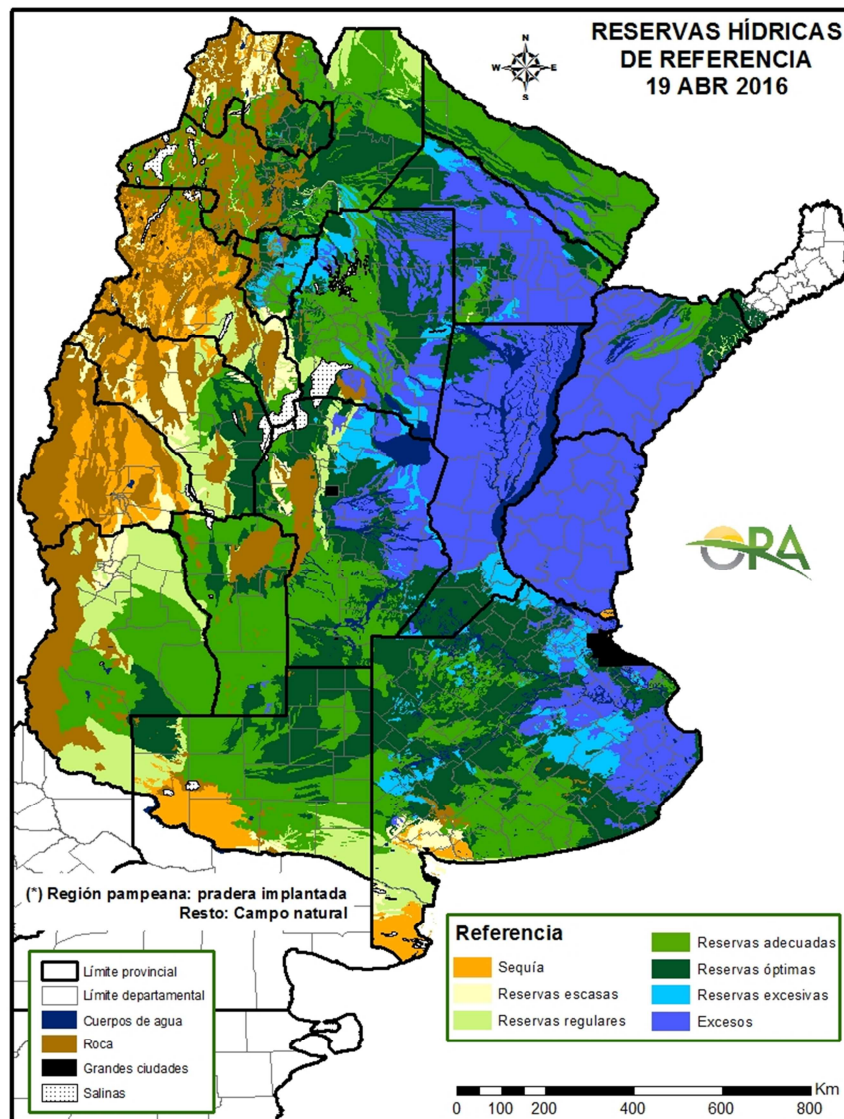 RESERVAS HÍDRICAS
DE REFERENCIA
19 ABR 2016
N
W E
S
ORA
(*) Región pampeana: pradera implantada
Resto: Campo natural
Límite provincial
Límite departamental
Cuerpos de agua
Roca
Grandes ciudades
Salinas
Referencia
Sequía
Reservas escasas
Reservas regulares
Reservas adecuadas
Reservas óptimas
Reservas excesivas
Excesos
Km
0 100 200 400 600 800